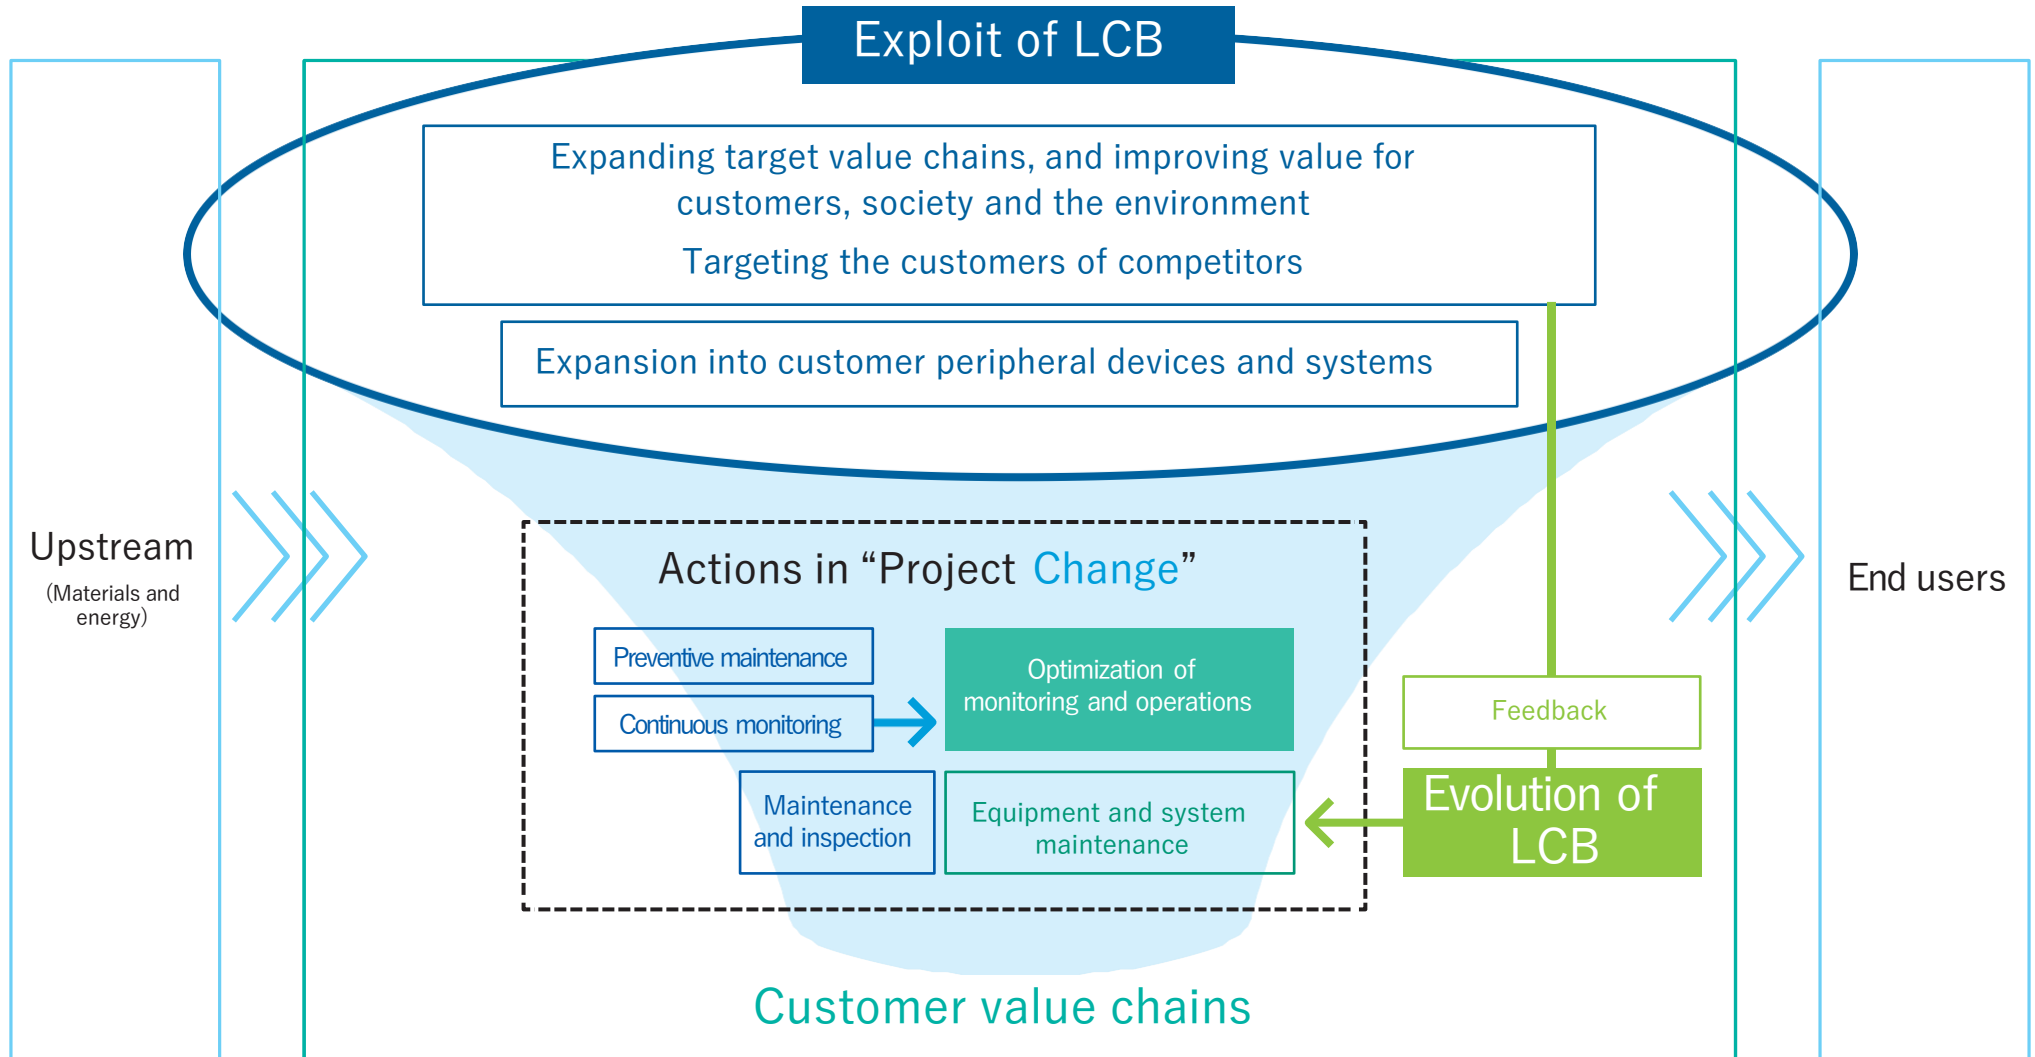 Exploit of LCB
Expanding target value chains, and improving value for
customers, society and the environment
Targeting the customers of competitors
Expansion into customer peripheral devices and systems
Upstream
(Materials and
energy)
Actions in “Project Change”
Preventive maintenance
Continuous monitoring
Optimization of
monitoring and operations
Maintenance
and inspection
Equipment and system
maintenance
Feedback
Evolution of
LCB
End users
Customer value chains